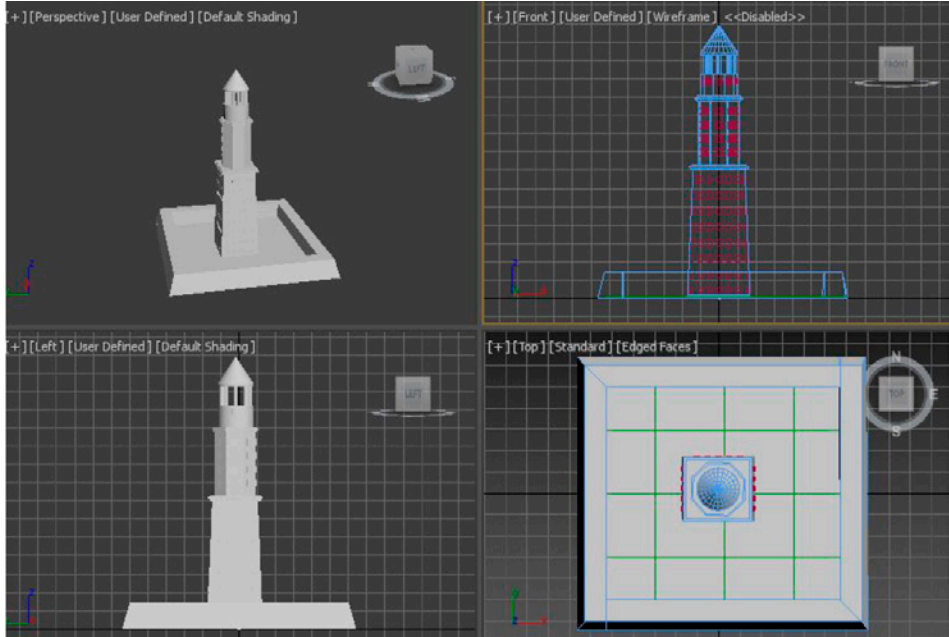 [+] [Perspective] [User Defined] [Default Shading]
LEFT
[+] [Front] [User Defined] [Wireframe] <<Disabled>>
FRONT
z
x
z
x
[+] [Left] [User Defined] [Default Shading]
LEFT
z
[+] [Top] [Standard] [Edged Faces]
N
TOP
E
S
y
x